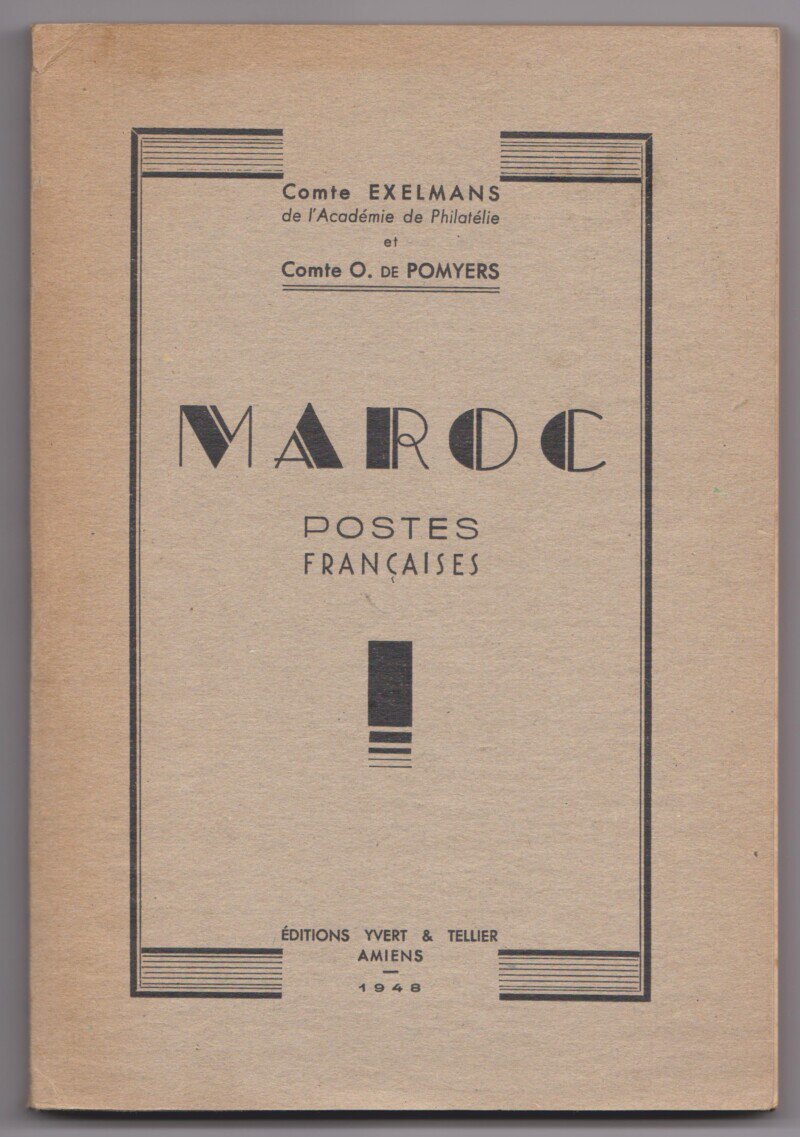 Comte EXELMANS
de l'Académie de Philatélie
et
Comte O. DE POMYERS
MAROC
POSTES
FRANÇAISES
ÉDITIONS YVERT & TELLIER
AMIENS
1948